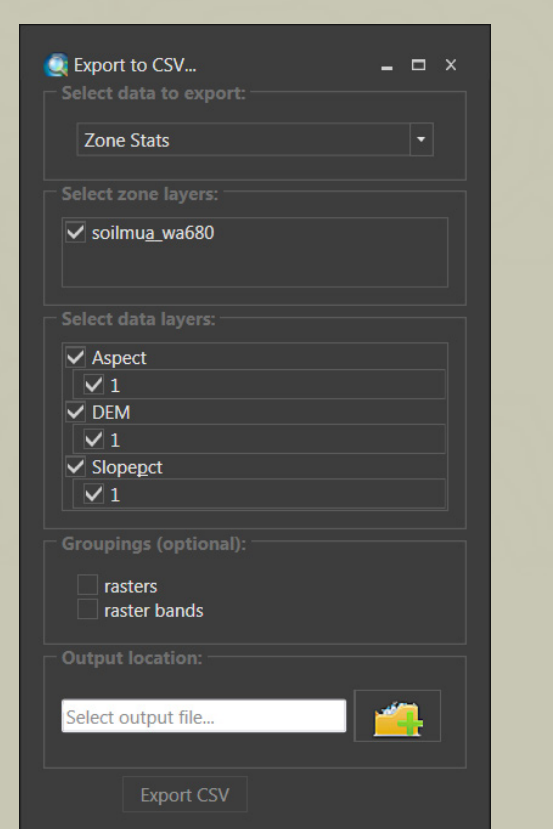 Export to CSV...
Select data to export:
Zone Stats
Select zone layers:
soilmua_wa680
Select data layers:
Aspect
1
DEM
1
Slopepct
1
Groupings (optional):
rasters
raster bands
Output location:
Select output file...
Export CSV